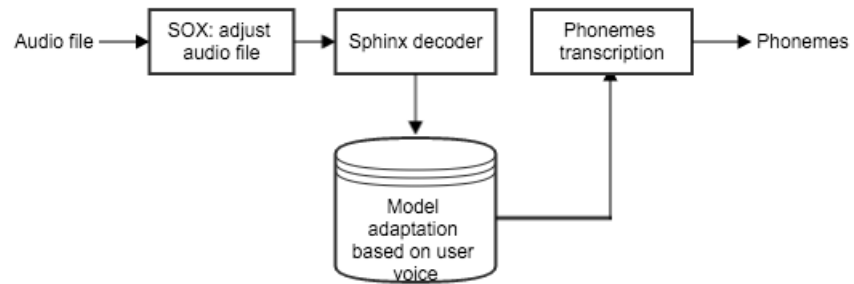 Audio file
SOX: adjust
audio file
Sphinx decoder
Phonemes
transcription
Phonemes
Model
adaptation
based on user
voice